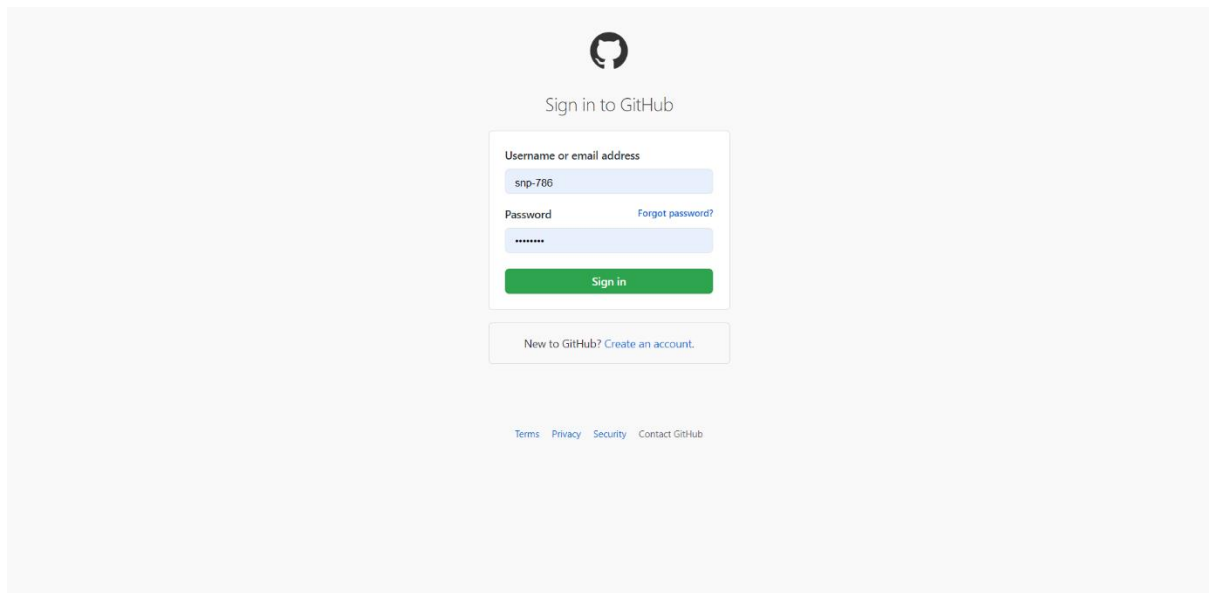 Sign in to GitHub
Username or email address
snp-786
Password Forgot password?
••••••••
Sign in
New to GitHub? Create an account.
Terms Privacy Security Contact GitHub